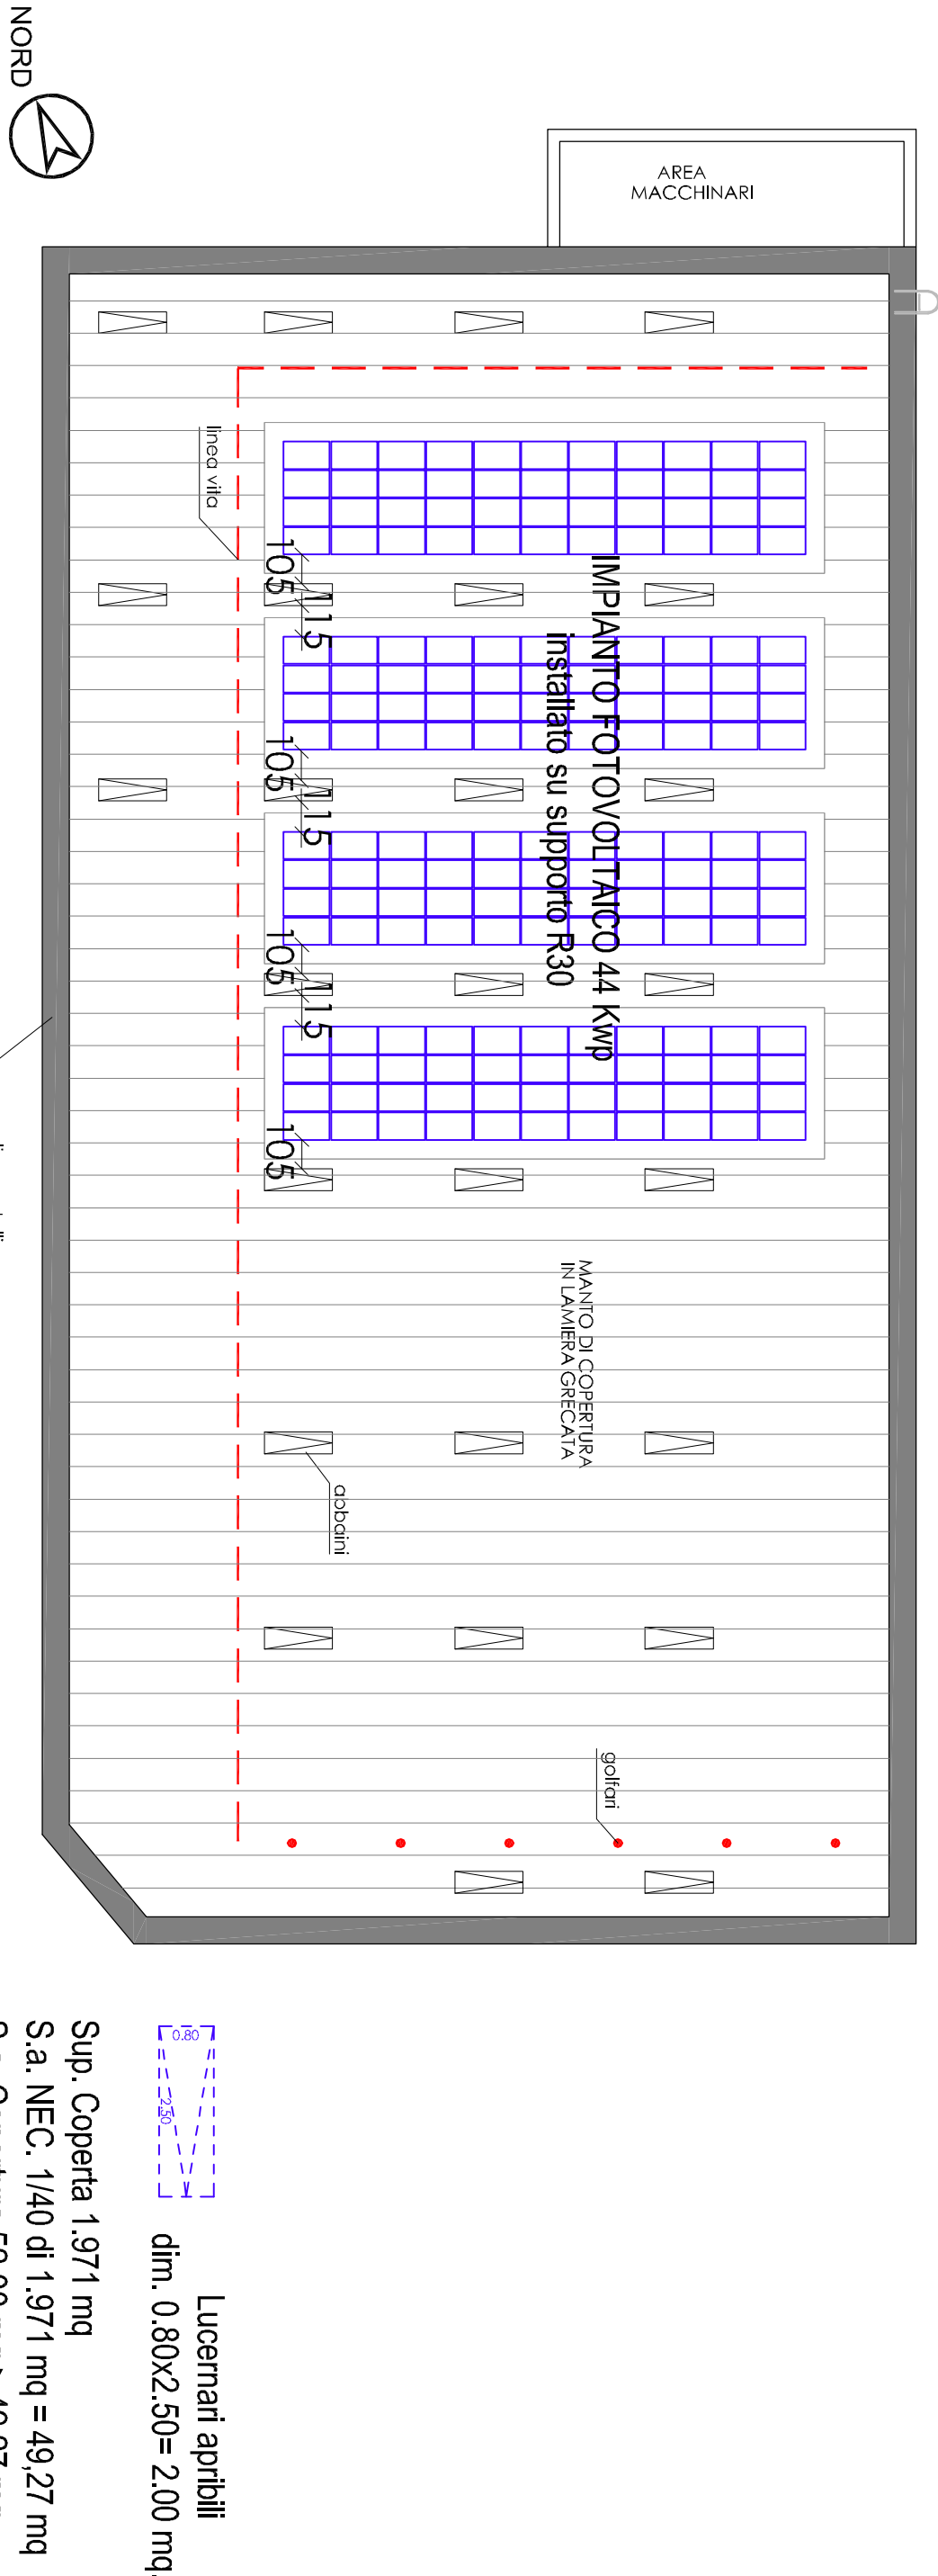 NORD
AREA
MACCHINARI
linea vita
105
115
105
115
105
115
105
IMPIANTO FOTOVOLTAICO 44 Kwp
installato su supporto R30
MANTO DI COPERTURA
IN LAMIERA GRECATA
abbaini
golfari
0.80
2.50
Lucernari apribili
dim. 0.80x2.50= 2.00 mq.
Sup. Coperta 1.971 mq
S.a. NEC. 1/40 di 1.971 mq = 49,27 mq